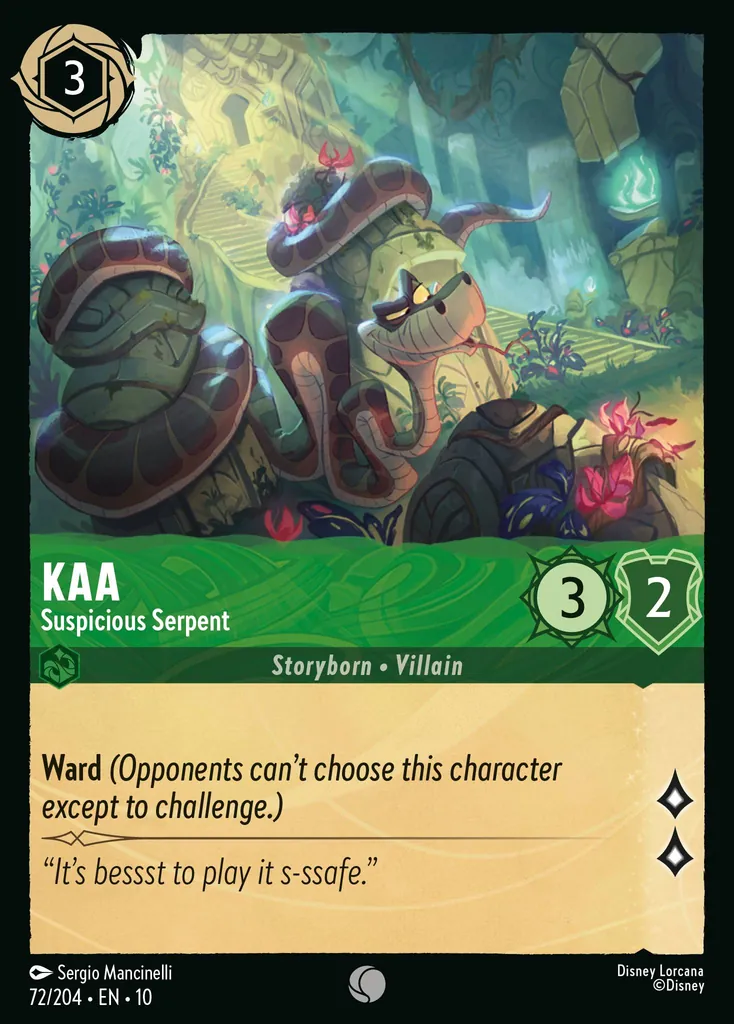 3
KAA
Suspicious Serpent
3
2
Storyborn • Villain
Ward (Opponents can’t choose this character
except to challenge.)
“It’s bessst to play it s-ssafe.”
Sergio Mancinelli
72/204 • EN • 10
Disney Lorcana
©Disney